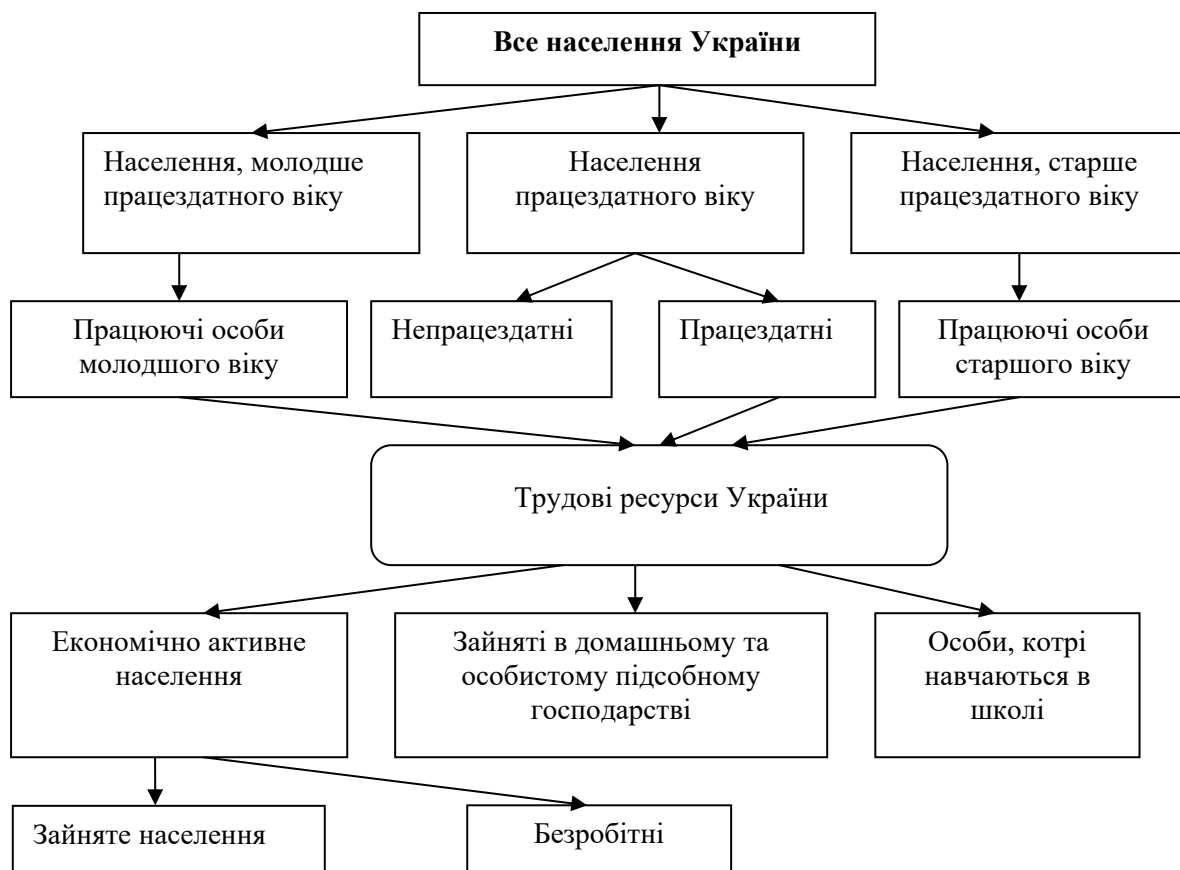 Все населення України
Населення, молодше
працездатного віку
Населення
працездатного віку
Населення, старше
працездатного віку
Працюючі особи
молодшого віку
Непрацездатні
Працездатні
Працюючі особи
старшого віку
Трудові ресурси України
Економічно активне
населення
Зайняті в домашньому та
особистому підсобному
господарстві
Особи, котрі
навчаються в
школі
Зайняте населення
Безробітні